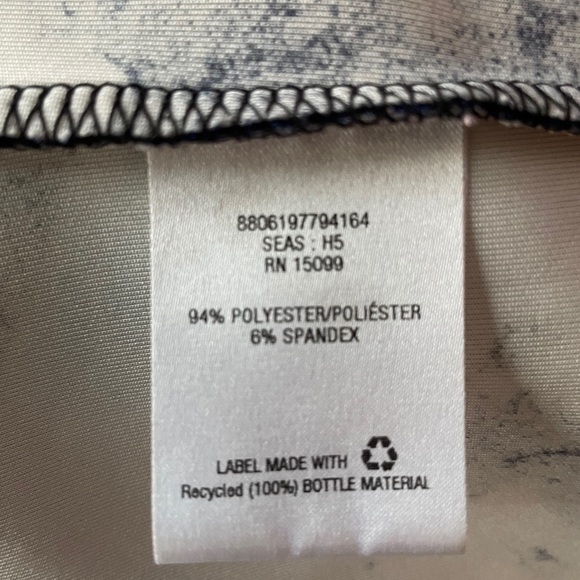 8806197794164
SEAS : H5
RN 15099
94% POLYESTER/POLIÉSTER
6% SPANDEX
LABEL MADE WITH
Recycled (100%) BOTTLE MATERIAL